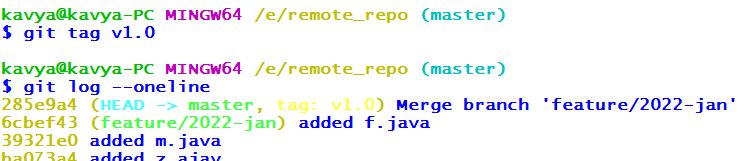 kavya@kavya-PC MINGW64 /e/remote_repo (master)
$ git tag v1.0
kavya@kavya-PC MINGW64 /e/remote_repo (master)
$ git log --oneline
285e9a4 (HEAD -> master, tag: v1.0) Merge branch 'feature/2022-jan'
6cbef43 (feature/2022-jan) added f.java
39321e0 added m.java
ba073a4 added z.ajav